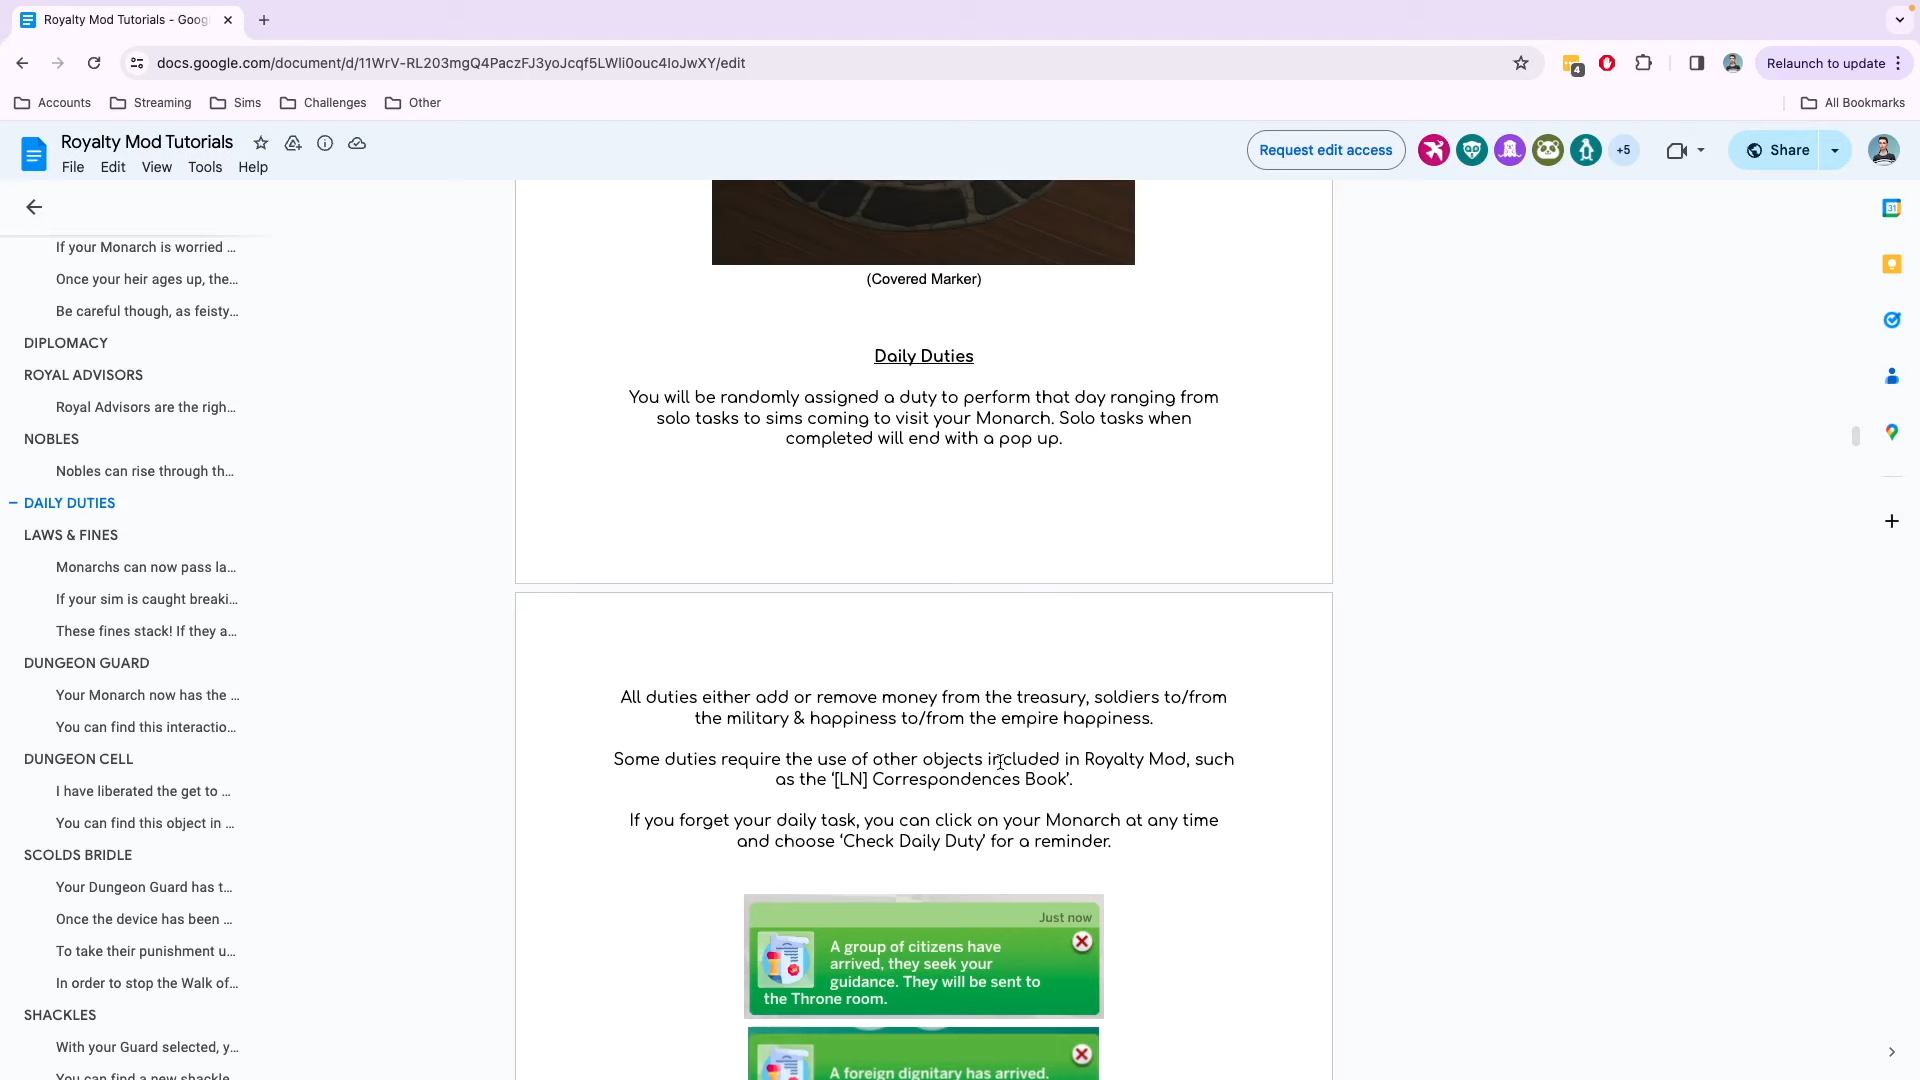 Royalty Mod Tutorials - Goog
docs.google.com/document/d/11WrV-RL203mgQ4PaczFJ3yoJcqf5LWli0ouc4IoJwXY/edit
4
Relaunch to update
Accounts
Streaming
Sims
Challenges
Other
All Bookmarks
Royalty Mod Tutorials
File
Edit
View
Tools
Help
Request edit access
+5
Share
31
If your Monarch is worried ...
Once your heir ages up, the...
Be careful though, as feisty...
DIPLOMACY
ROYAL ADVISORS
Royal Advisors are the righ...
NOBLES
Nobles can rise through th...
DAILY DUTIES
LAWS & FINES
Monarchs can now pass la...
If your sim is caught breaki...
These fines stack! If they a...
DUNGEON GUARD
Your Monarch now has the ...
You can find this interactio...
DUNGEON CELL
I have liberated the get to ...
You can find this object in ...
SCOLDS BRIDLE
Your Dungeon Guard has t...
Once the device has been ...
To take their punishment u...
In order to stop the Walk of...
SHACKLES
With your Guard selected, y...
You can find a new shackle
(Covered Marker)
Daily Duties
You will be randomly assigned a duty to perform that day ranging from
solo tasks to sims coming to visit your Monarch. Solo tasks when
completed will end with a pop up.
All duties either add or remove money from the treasury, soldiers to/from
the military & happiness to/from the empire happiness.
Some duties require the use of other objects included in Royalty Mod, such
as the ‘[LN] Correspondences Book’.
If you forget your daily task, you can click on your Monarch at any time
and choose ‘Check Daily Duty’ for a reminder.
Just now
A group of citizens have
arrived, they seek your
guidance. They will be sent to
the Throne room.
A foreign dignitary has arrived.